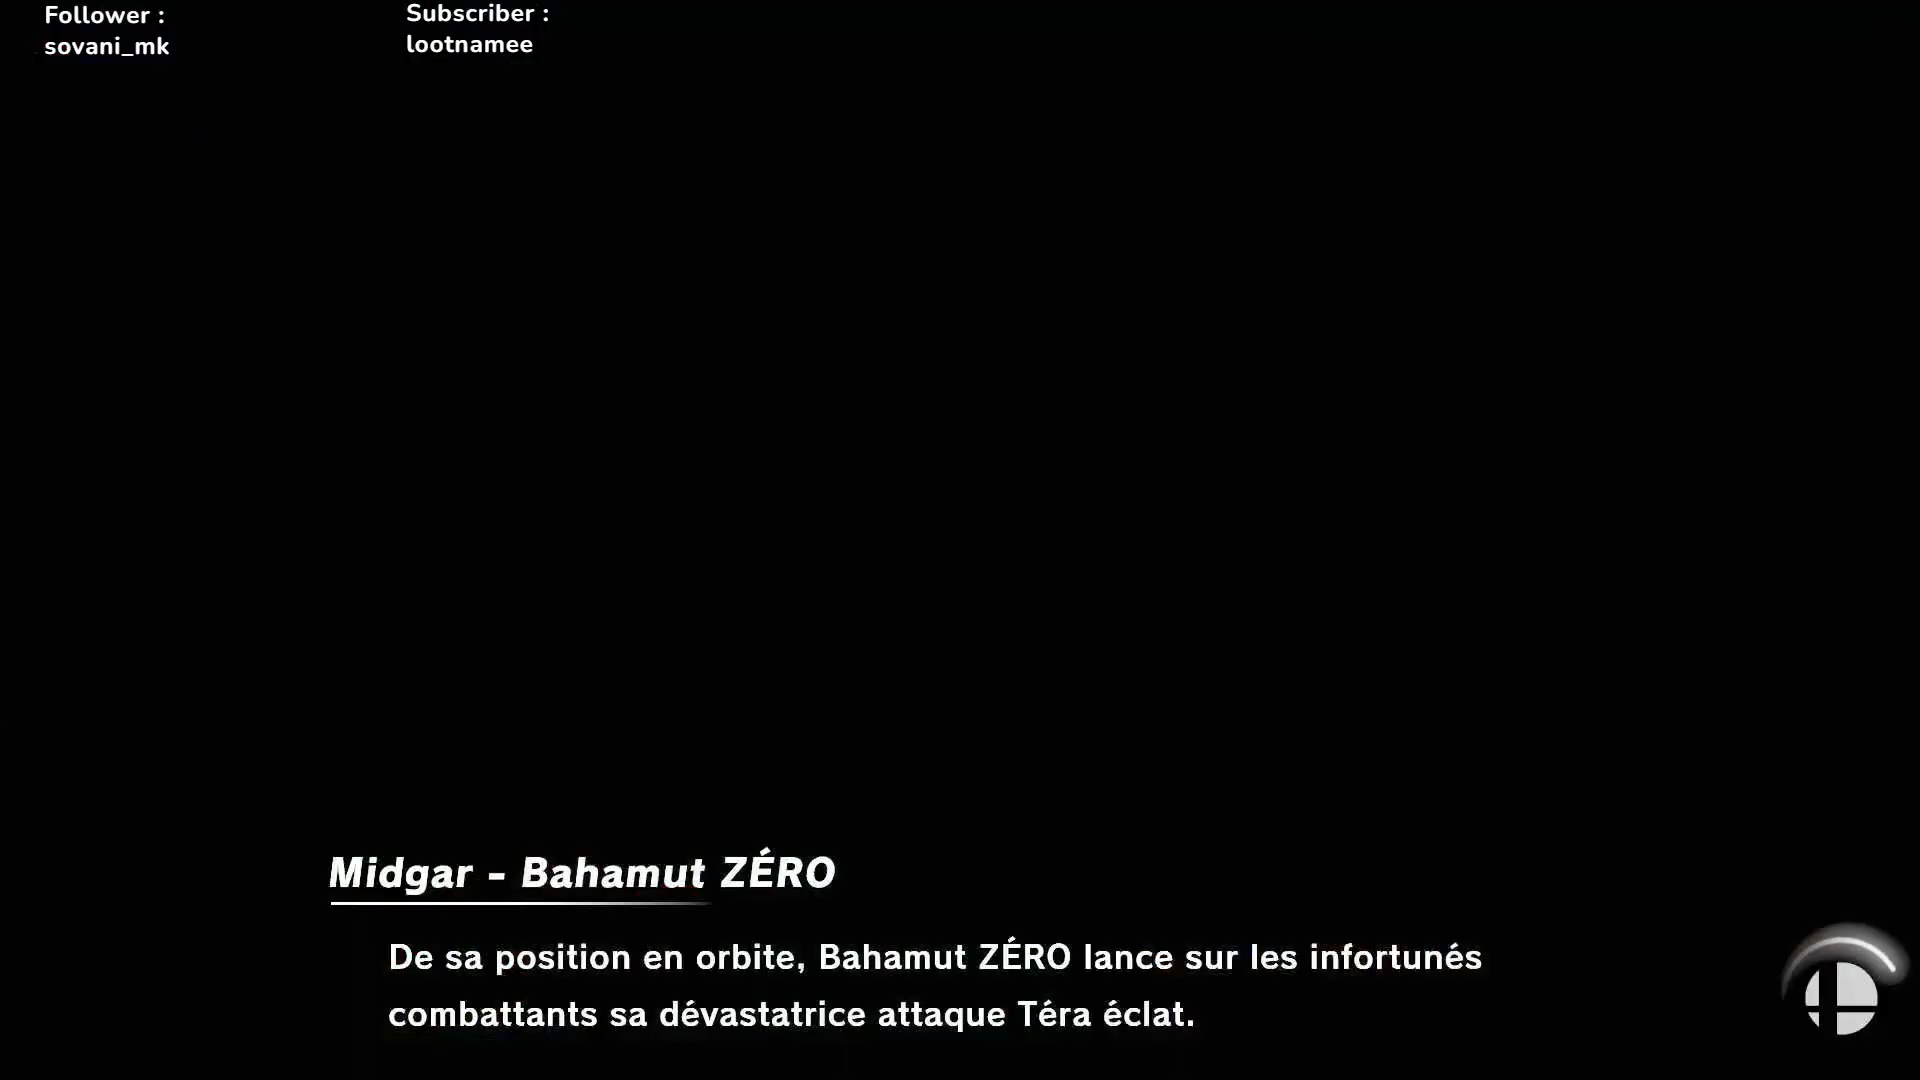 Follower :
sovani_mk
Subscriber :
lootnamee
Midgar - Bahamut ZÉRO
De sa position en orbite, Bahamut ZÉRO lance sur les infortunés
combattants sa dévastatrice attaque Téra éclat.